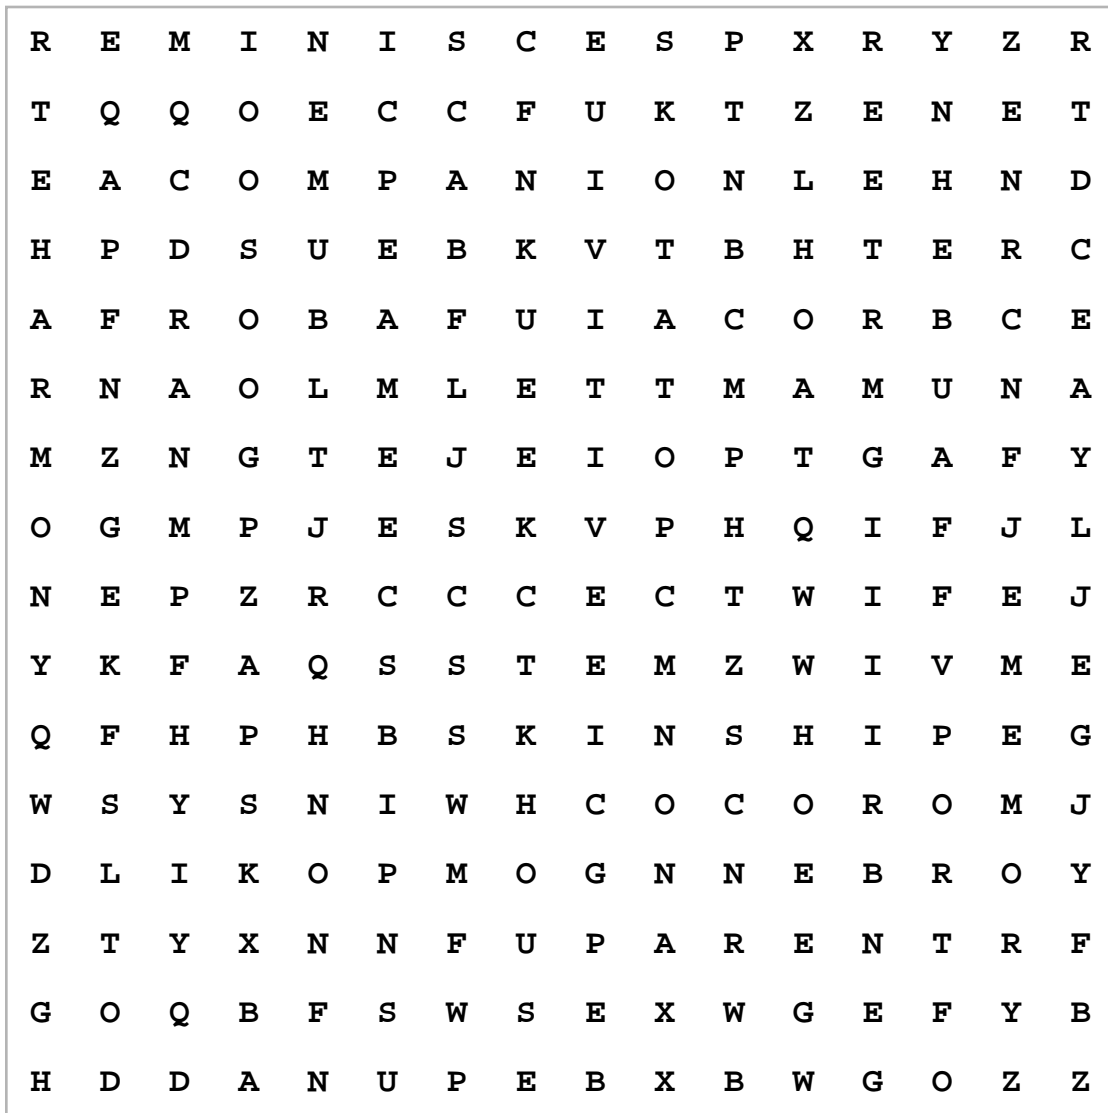 R E M I N I S C E S P X R Y Z R
T Q Q O E C C F U K T Z E N E T
E A C O M P A N I O N L E H N D
H P D S U E B K V T B H T E R C
A F R O B A F U I A C O R B C E
R N A O L M L E T T M A M U N A
M Z N G T E J E I O P T G A F Y
O G M P J E S K V P H Q I F J L
N E P Z R C C C E C T W I F E J
Y K F A Q S S T E M Z W I V M E
Q F H P H B S K I N S H I P E G
W S Y S N I W H C O C O R O M J
D L I K O P M O G N N E B R O Y
Z T Y X N N F U P A R E N T R F
G O Q B F S W S E X W G E F Y B
H D D A N U P E B X B W G O Z Z